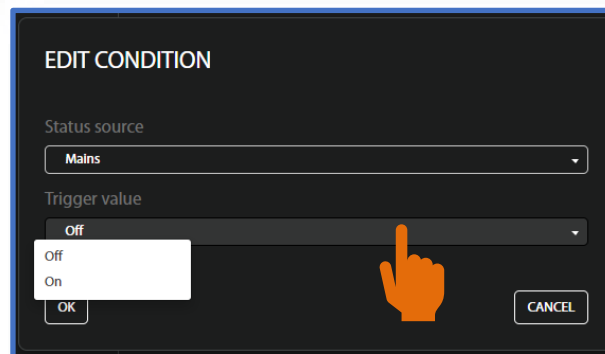 EDIT CONDITION
Status source
Mains
Trigger value
Off
Off
On
OK
CANCEL